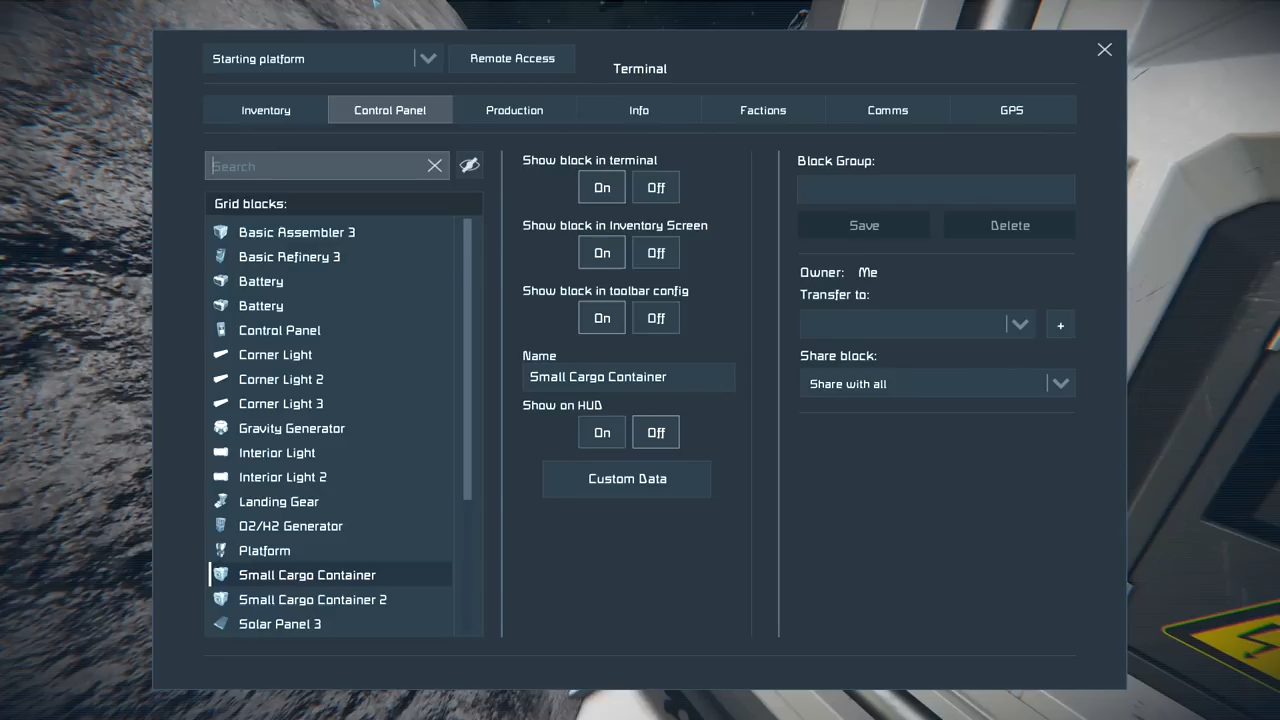 Starting platform
Remote Access
Terminal
Inventory
Control Panel
Production
Info
Factions
Comms
GPS
Search
Grid blocks:
Basic Assembler 3
Basic Refinery 3
Battery
Battery
Control Panel
Corner Light
Corner Light 2
Corner Light 3
Gravity Generator
Interior Light
Interior Light 2
Landing Gear
O2/H2 Generator
Platform
Small Cargo Container
Small Cargo Container 2
Solar Panel 3
Show block in terminal
On Off
Show block in Inventory Screen
On Off
Show block in toolbar config
On Off
Name
Small Cargo Container
Show on HUD
On Off
Custom Data
Block Group:
Save Delete
Owner: Me
Transfer to:
+
Share block:
Share with all